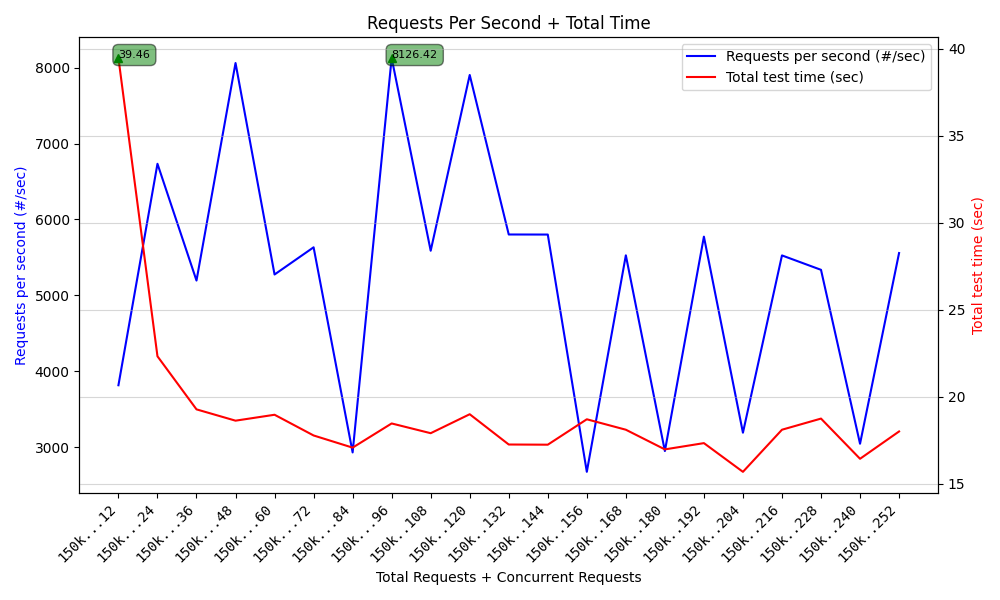 Requests Per Second + Total Time
39.46
8126.42
Requests per second (#/sec)
Total test time (sec)
8000
7000
6000
5000
4000
3000
Requests per second (#/sec)
40
35
30
25
20
15
Total test time (sec)
150k...12
150k...24
150k...36
150k...48
150k...60
150k...72
150k...84
150k...96
150k..108
150k..120
150k..132
150k..144
150k..156
150k..168
150k..180
150k..192
150k..204
150k..216
150k..228
150k..240
150k..252
Total Requests + Concurrent Requests